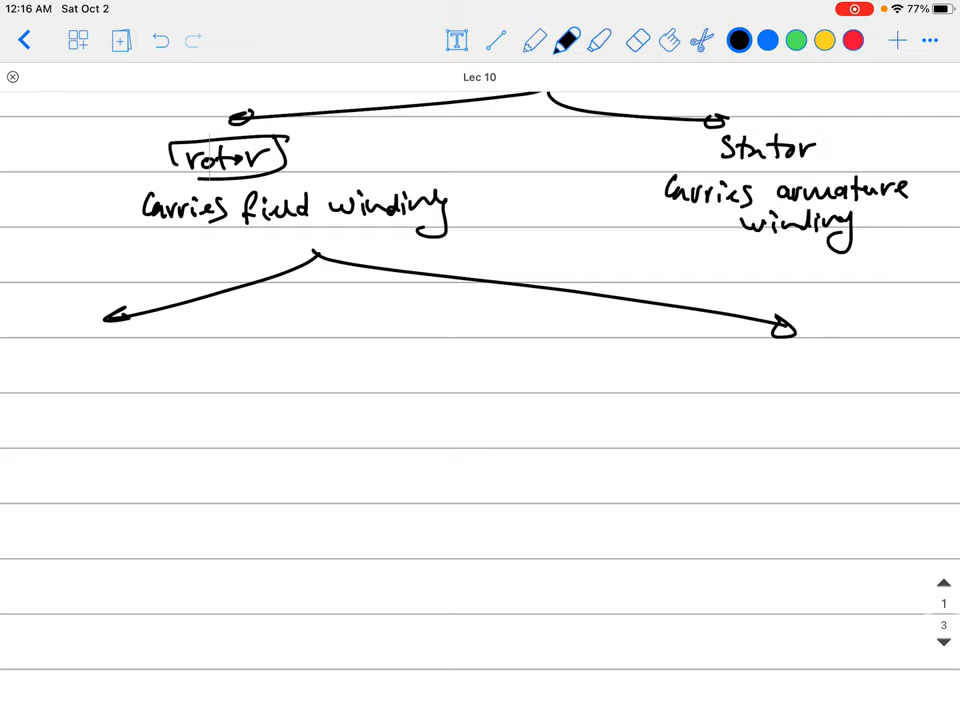 12:16 AM Sat Oct 2 77%
T
Lec 10
rotor
Stator
Carries field winding
Carries armature
winding
1
3